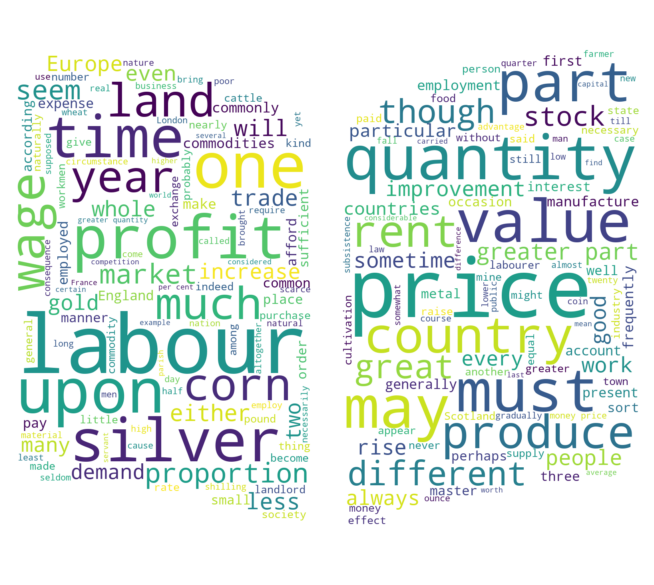 Europe
nature
use
number
even
bring
poor
seem
real
business
expense
land
cattle
according
wheat
London
several
commonly
supposed
naturally
time
nearly
will
yet
give
commodities
kind
circumstance
higher
probably
one
Wage
workmen
year
world
exchange
trade
greater quantity
whole
make
require
sufficient
employed
profit
called
brought
afford
consequence
come
considered
competition
market
increase
common
France
per cent
indeed
scarce
certain
gold
England
much
place
purchase
manner
commodity
example
nation
natural
general
long
labour
among
altogether
order
parish
day
upon
men
half
corn
employ
little
either
two
necessarily
pay
servant
high
pound
material
many
silver
cause
thing
least
become
made
demand
proportion
seldom
rate
shilling
landlord
less
small
society
farmer
quarter
nature
person
first
part
capital
new
food
employment
though
stock
state
paid
advantage
said
till
particular
carried
without
man
necessary
fall
still
low
find
case
quantity
improvement
interest
occasion
manufacture
countries
considerable
subsistence
rent
value
law
difference
greater part
sometime
labourer
almost
well
mine
twenty
metal
lower
public
might
coin
good
industry
frequently
price
somewhat
raise
course
mean
cultivation
country
equal
account
great
every
another
last
greater
work
generally
town
present
may
must
Scotland
gradually
money price
sort
appear
never
produce
rise
perhaps
supply
people
different
three
average
always
master
worth
ounce
money
effect